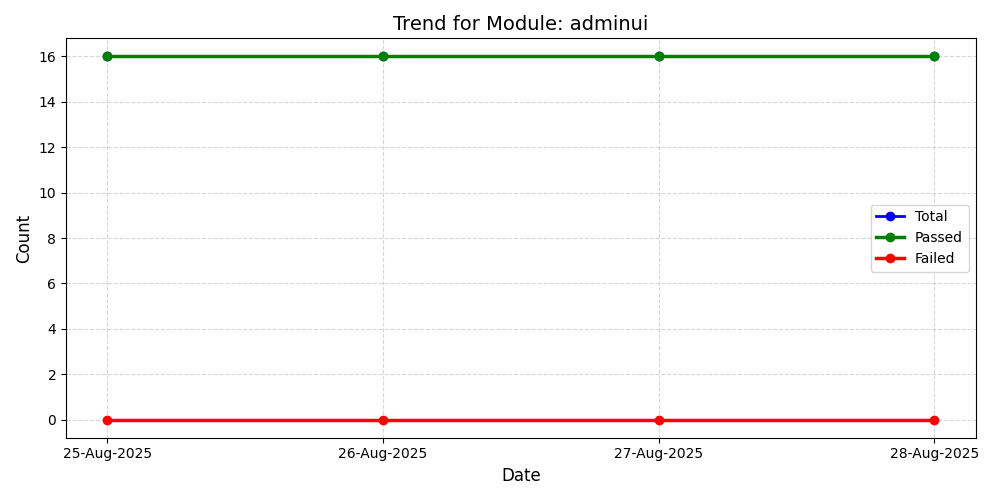 Trend for Module: adminui
Count
16
14
12
10
8
6
4
2
0
Total
Passed
Failed
25-Aug-2025
26-Aug-2025
27-Aug-2025
28-Aug-2025
Date